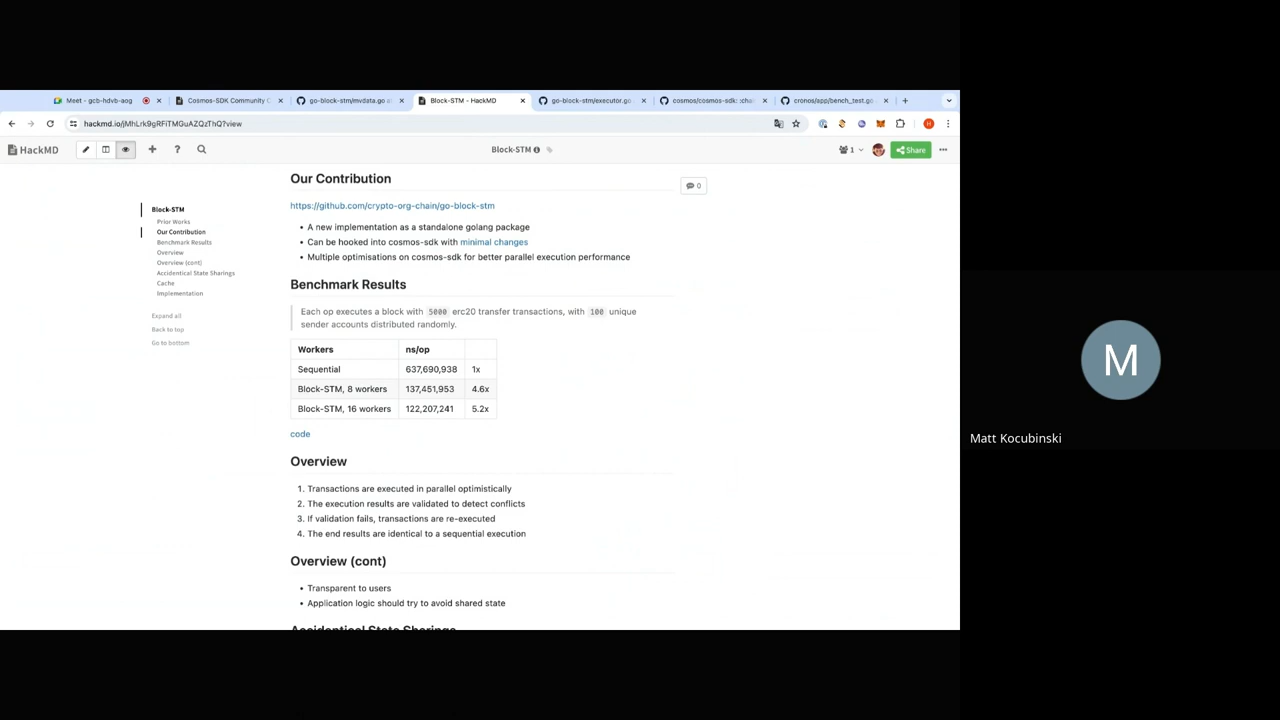 Meet - gcb-hdvb-aog
Cosmos-SDK Community C
go-block-stm/mvdata.go a
Block-STM - HackMD
go-block-stm/executor.go
cosmos/cosmos-sdk: :chai
cronos/app/bench_test.go
hackmd.io/jMhLrk9gRFiTMGuAZQzThQ?view
HackMD
Block-STM
1
Share
Our Contribution
0
https://github.com/crypto-org-chain/go-block-stm
Block-STM
Prior Works
Our Contribution
Benchmark Results
Overview
Overview (cont)
Accidentical State Sharings
Cache
Implementation
Expand all
Back to top
Go to bottom
• A new implementation as a standalone golang package
• Can be hooked into cosmos-sdk with minimal changes
• Multiple optimisations on cosmos-sdk for better parallel execution performance
Benchmark Results
Each op executes a block with 5000 erc20 transfer transactions, with 100 unique
sender accounts distributed randomly.
Workers ns/op
Sequential 637,690,938 1x
Block-STM, 8 workers 137,451,953 4.6x
Block-STM, 16 workers 122,207,241 5.2x
code
Overview
1. Transactions are executed in parallel optimistically
2. The execution results are validated to detect conflicts
3. If validation fails, transactions are re-executed
4. The end results are identical to a sequential execution
Overview (cont)
• Transparent to users
• Application logic should try to avoid shared state
Accidentical State Sharings
M
Matt Kocubinski